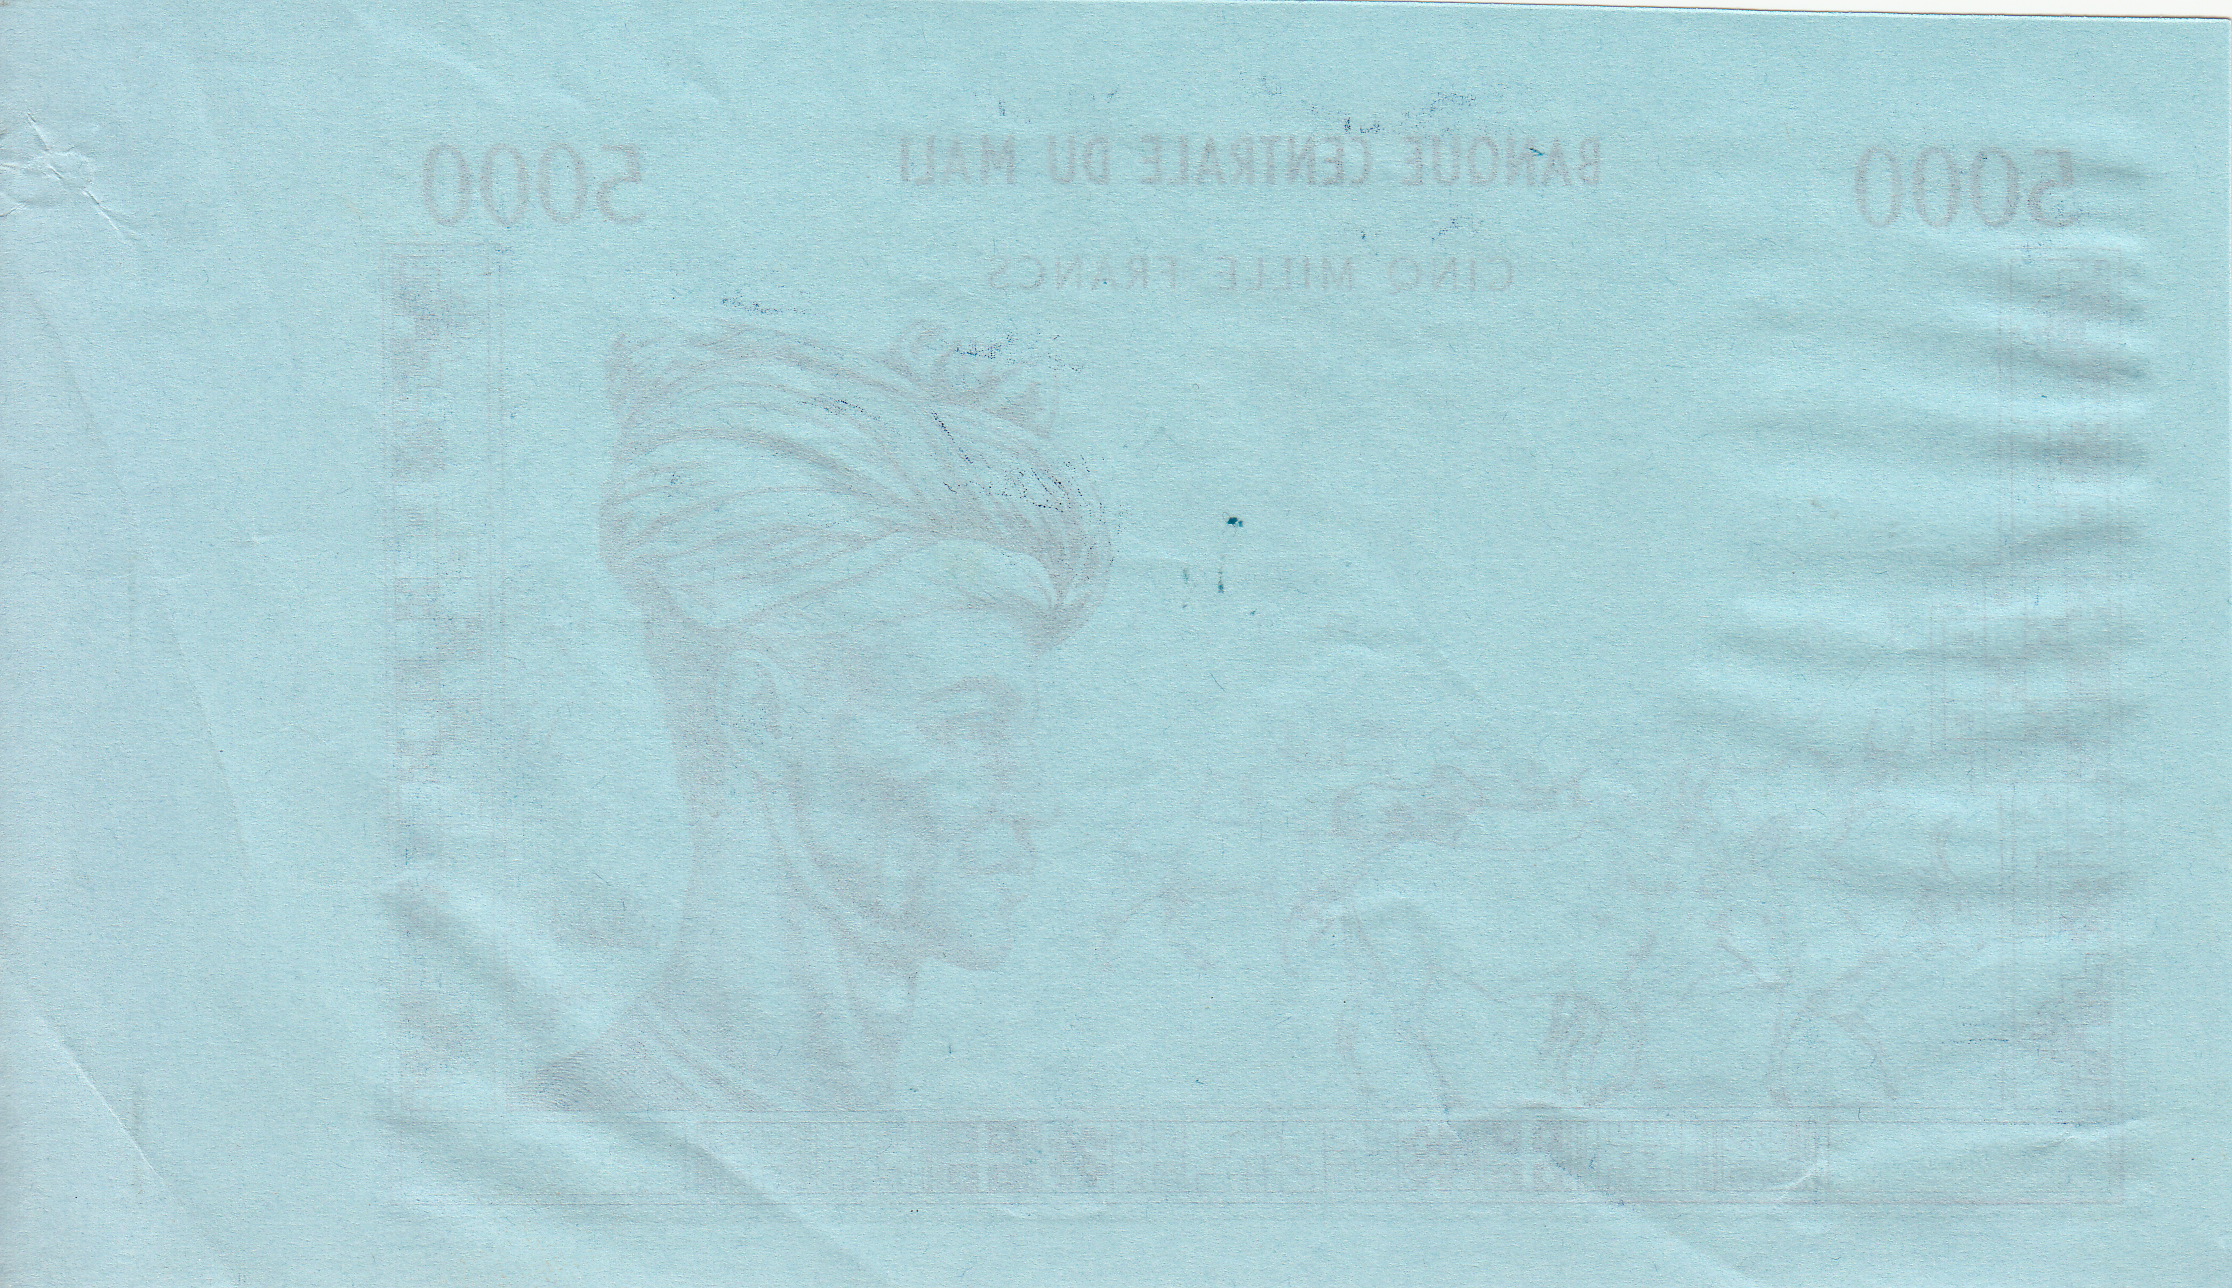 5000 BANQUE CENTRALE DU MALI 5000
CINQ MILLE FRANCS